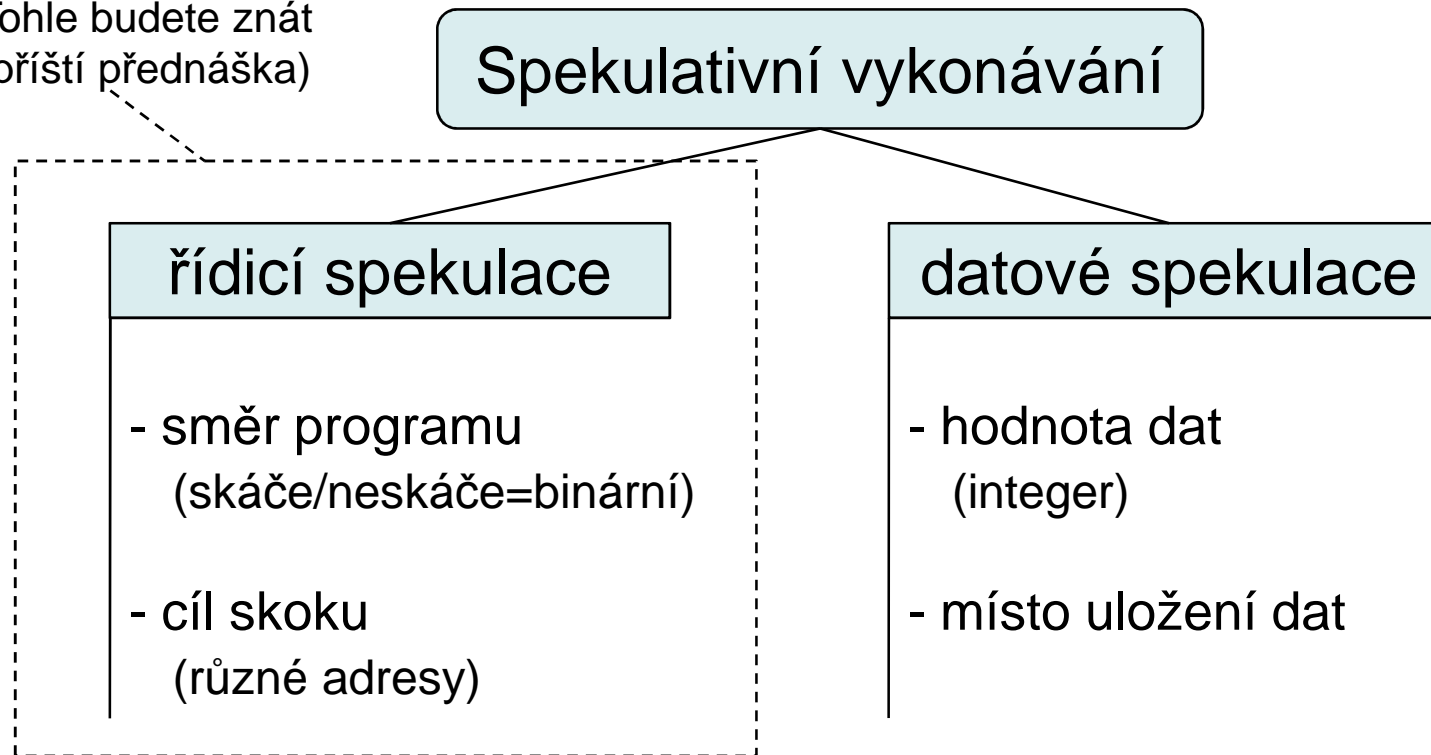 Tohle budete znát
příští přednáška)
Spekulativní vykonávání
řídicí spekulace
- směr programu
(skáče/neskáče=binární)
- cíl skoku
(různé adresy)
datové spekulace
- hodnota dat
(integer)
- místo uložení dat